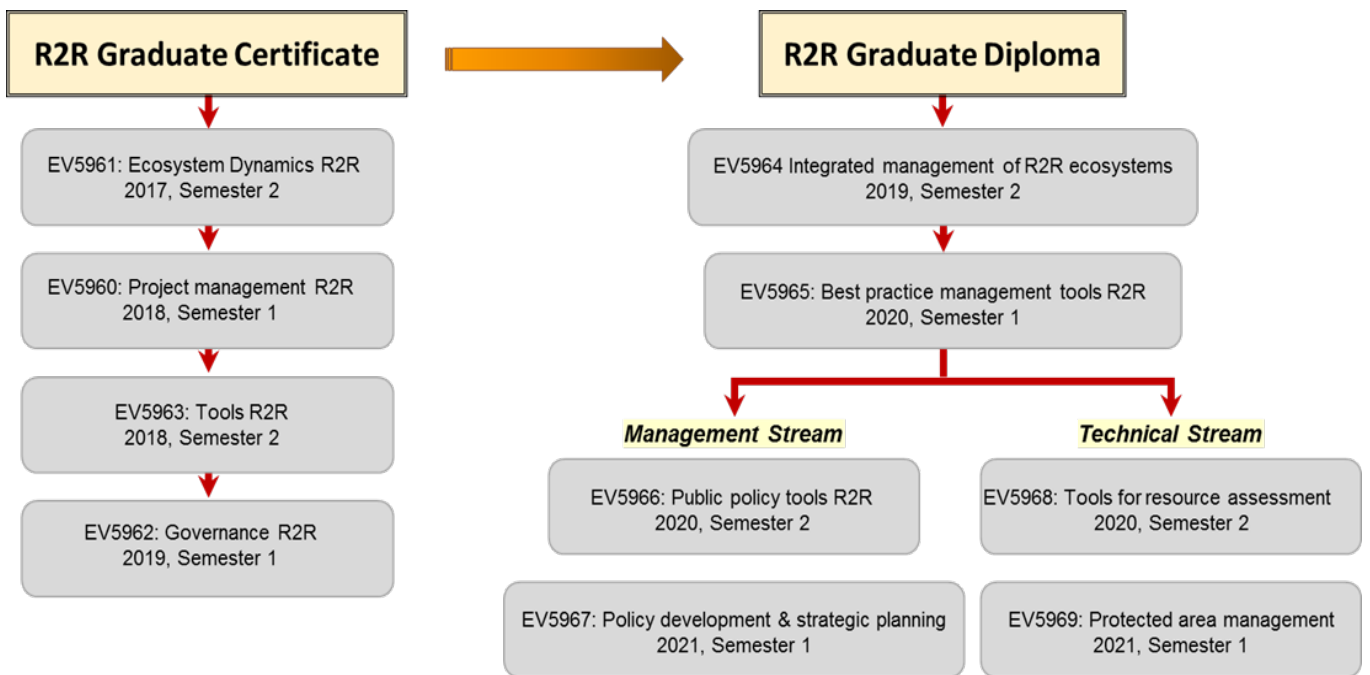 R2R Graduate Certificate
EV5961: Ecosystem Dynamics R2R
2017, Semester 2
EV5960: Project management R2R
2018, Semester 1
EV5963: Tools R2R
2018, Semester 2
EV5962: Governance R2R
2019, Semester 1
R2R Graduate Diploma
EV5964 Integrated management of R2R ecosystems
2019, Semester 2
EV5965: Best practice management tools R2R
2020, Semester 1
Management Stream
EV5966: Public policy tools R2R
2020, Semester 2
EV5967: Policy development & strategic planning
2021, Semester 1
Technical Stream
EV5968: Tools for resource assessment
2020, Semester 2
EV5969: Protected area management
2021, Semester 1